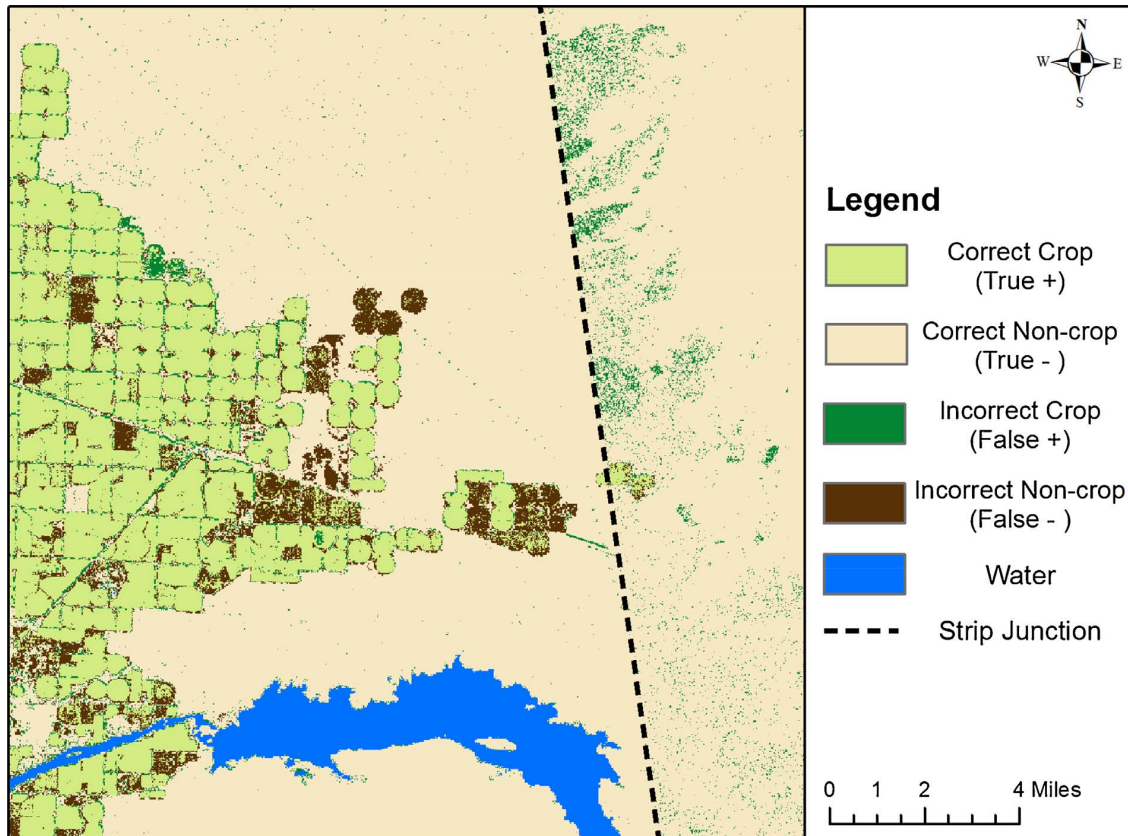 N
W E
S
Legend
Correct Crop
(True +)
Correct Non-crop
(True - )
Incorrect Crop
(False +)
Incorrect Non-crop
(False - )
Water
Strip Junction
0 1 2 4 Miles